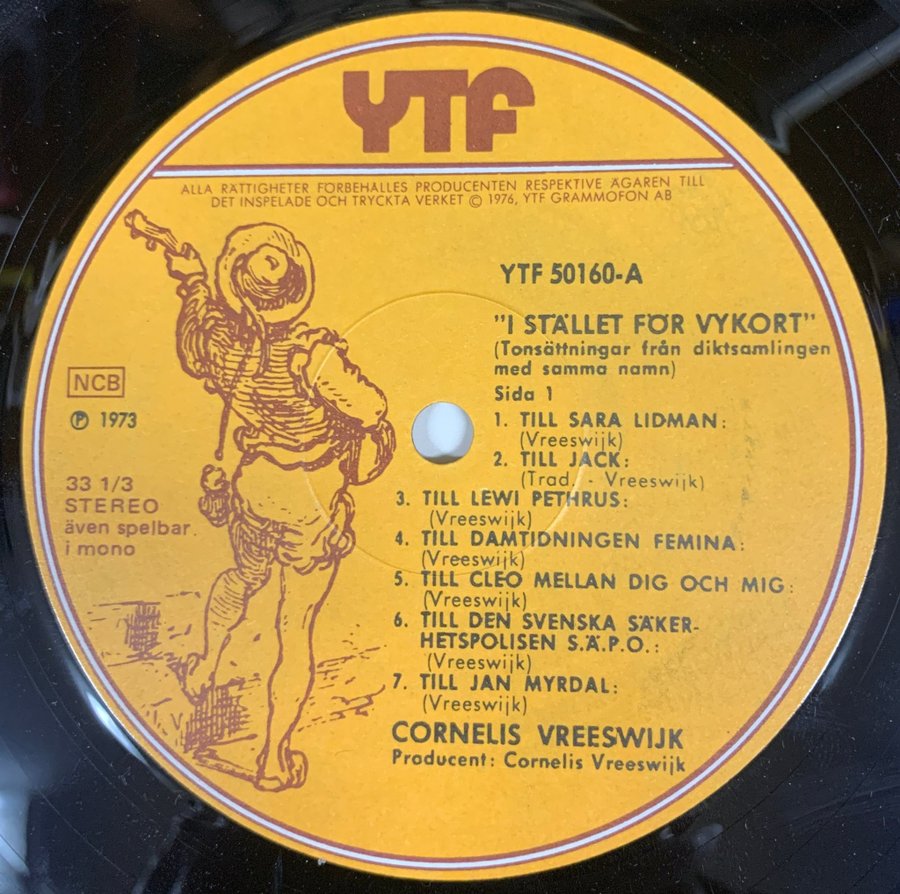 YTF
ALLA RÄTTIGHETER FÖRBEHÅLLES PRODUCENTEN RESPEKTIVE ÄGAREN TILL
DET INSPELADE OCH TRYCKTA VERKET © 1976, YTF GRAMMOFON AB
YTF 50160-A
"I STÄLLET FÖR VYKORT"
(Tonsättningar från diktsamlingen
med samma namn)
Sida 1
1. TILL SARA LIDMAN:
(Vreeswijk)
2. TILL JACK:
(Trad. - Vreeswijk)
3. TILL LEWI PETHRUS:
(Vreeswijk)
4. TILL DAMTIDNINGEN FEMINA:
(Vreeswijk)
5. TILL CLEO MELLAN DIG OCH MIG:
(Vreeswijk)
6. TILL DEN SVENSKA SÄKER-
HETSPOLISEN S.Ä.P.O.:
(Vreeswijk)
7. TILL JAN MYRDAL:
(Vreeswijk)
CORNELIS VREESWIJK
Producent: Cornelis Vreeswijk
NCB
℗ 1973
33 1/3
STEREO
även spelbar
i mono